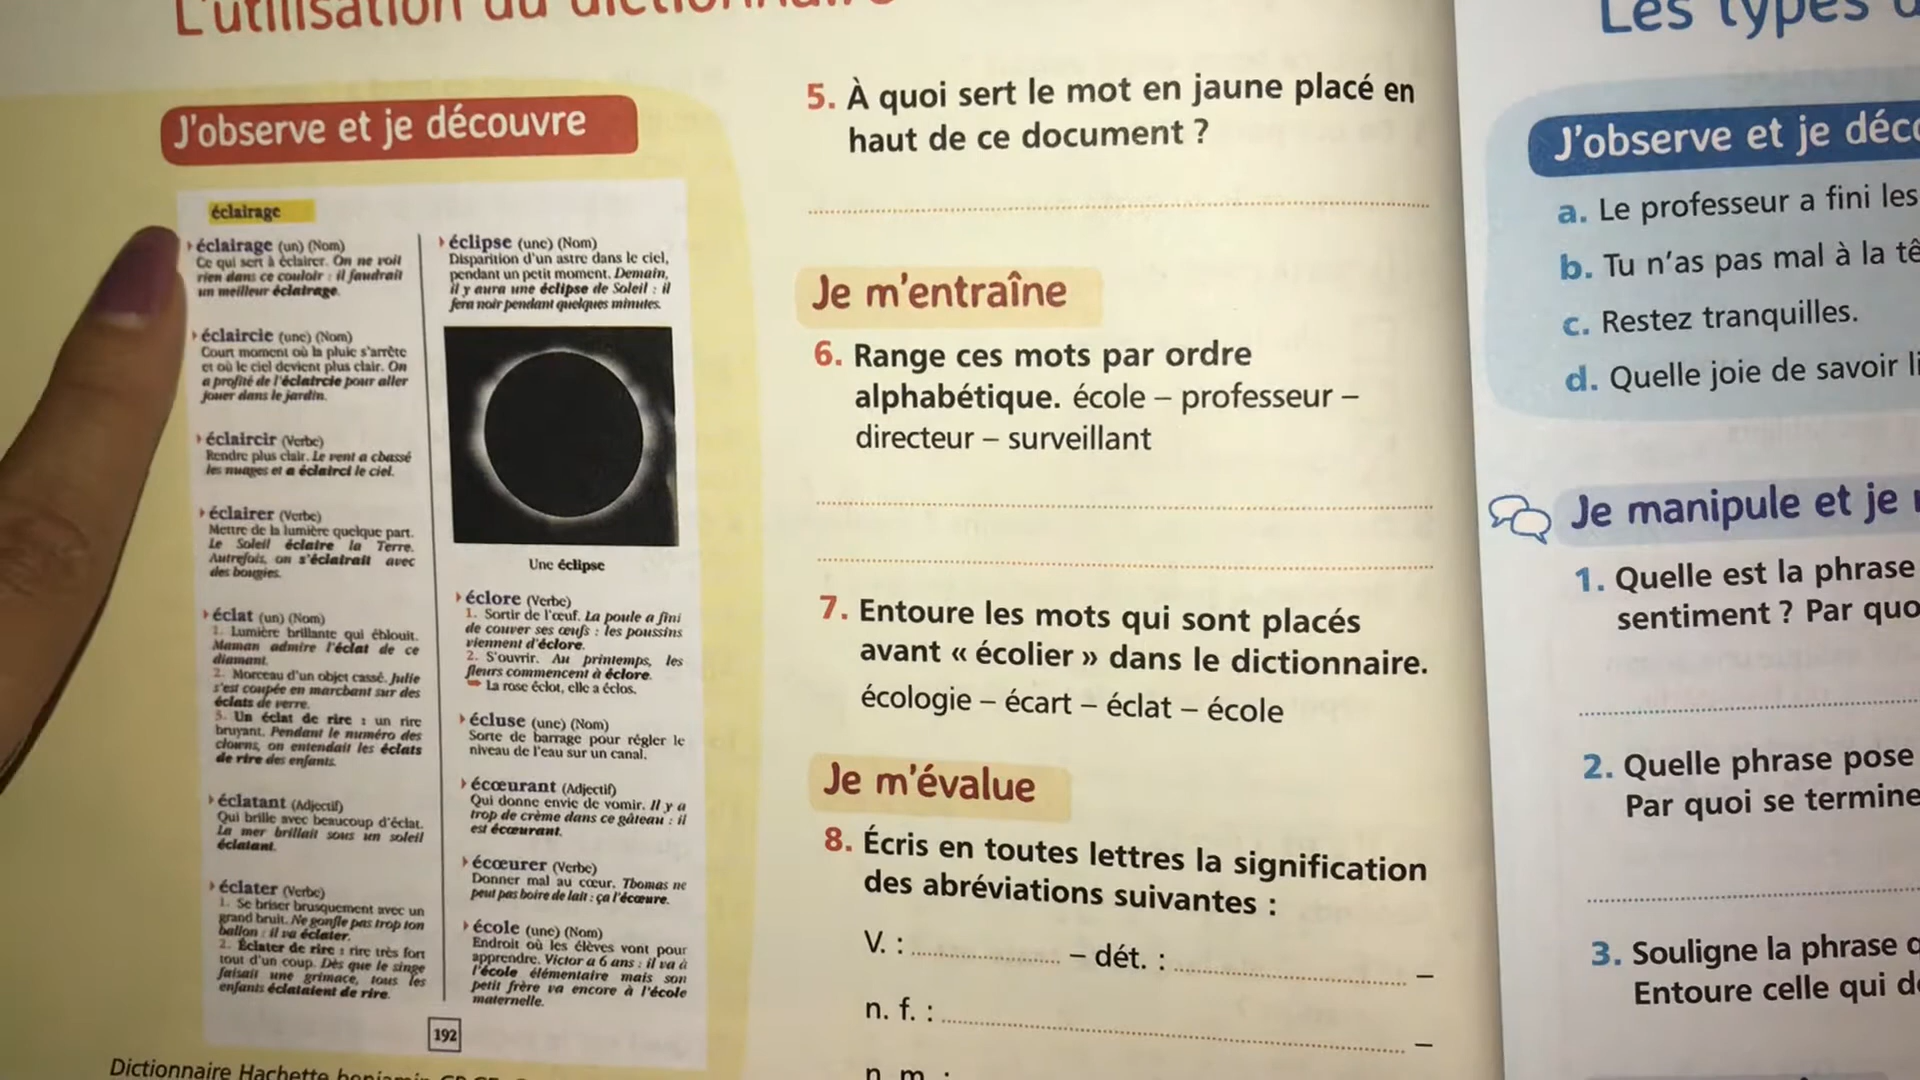 L'utilisation du dictionnaire
J'observe et je découvre
éclairage
éclairage (un) (Nom)
Ce qui sert à éclairer. On ne voit
rien dans ce couloir : il faudrait
un meilleur éclairage.
éclaircie (une) (Nom)
Court moment où la pluie s'arrête
et où le ciel devient plus clair. On
a profité de l'éclaircie pour aller
jouer dans le jardin.
éclaircir (Verbe)
Rendre plus clair. Le vent a chassé
les nuages et a éclairci le ciel.
éclairer (Verbe)
Mettre de la lumière quelque part.
Le Soleil éclaire la Terre.
Autrefois, on s'éclairait avec
des bougies.
éclat (un) (Nom)
1. Lumière brillante qui éblouit.
Maman admire l'éclat de ce
diamant.
2. Morceau d'un objet cassé. Julie
s'est coupée en marchant sur des
éclats de verre.
3. Un éclat de rire : un rire
bruyant. Pendant le numéro des
clowns, on entendait les éclats
de rire des enfants.
éclatant (Adjectif)
Qui brille avec beaucoup d'éclat.
La mer brillait sous un soleil
éclatant.
éclater (Verbe)
1. Se briser brusquement avec un
grand bruit. Ne gonfle pas trop ton
ballon : il va éclater.
2. Éclater de rire : rire très fort
tout d'un coup. Dès que le singe
faisait une grimace, tous les
enfants éclataient de rire.
éclipse (une) (Nom)
Disparition d'un astre dans le ciel,
pendant un petit moment. Demain,
il y aura une éclipse de Soleil : il
fera noir pendant quelques minutes.
Une éclipse
éclore (Verbe)
1. Sortir de l'œuf. La poule a fini
de couver ses œufs : les poussins
viennent d'éclore.
2. S'ouvrir. Au printemps, les
fleurs commencent à éclore.
La rose éclot, elle a éclos.
écluse (une) (Nom)
Sorte de barrage pour régler le
niveau de l'eau sur un canal.
écœurant (Adjectif)
Qui donne envie de vomir. Il y a
trop de crème dans ce gâteau : il
est écœurant.
écœurer (Verbe)
Donner mal au cœur. Thomas ne
peut pas boire de lait : ça l'écœure.
école (une) (Nom)
Endroit où les élèves vont pour
apprendre. Victor a 6 ans : il va à
l'école élémentaire mais son
petit frère va encore à l'école
maternelle.
192
Dictionnaire Hachette benjamin
5. À quoi sert le mot en jaune placé en
haut de ce document ?
Je m'entraîne
6. Range ces mots par ordre
alphabétique. école – professeur –
directeur – surveillant
7. Entoure les mots qui sont placés
avant « écolier » dans le dictionnaire.
écologie – écart – éclat – école
Je m'évalue
8. Écris en toutes lettres la signification
des abréviations suivantes :
V. : – dét. : –
n. f. : –
n. m. :
Les types
J'observe et je déco
a. Le professeur a fini les
b. Tu n'as pas mal à la tê
c. Restez tranquilles.
d. Quelle joie de savoir li
Je manipule et je
1. Quelle est la phrase
sentiment ? Par quo
2. Quelle phrase pose
Par quoi se termine
3. Souligne la phrase q
Entoure celle qui de